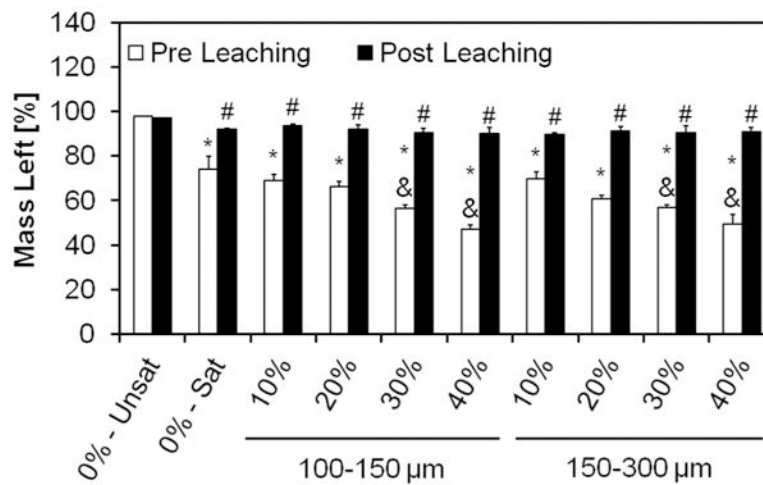 140
120
100
80
60
40
20
0
Mass Left [%]
Pre Leaching Post Leaching
# # # # # # # # #
* * * * * * * * *
& & & &
0% - Unsat 0% - Sat 10% 20% 30% 40% 10% 20% 30% 40%
100-150 µm 150-300 µm